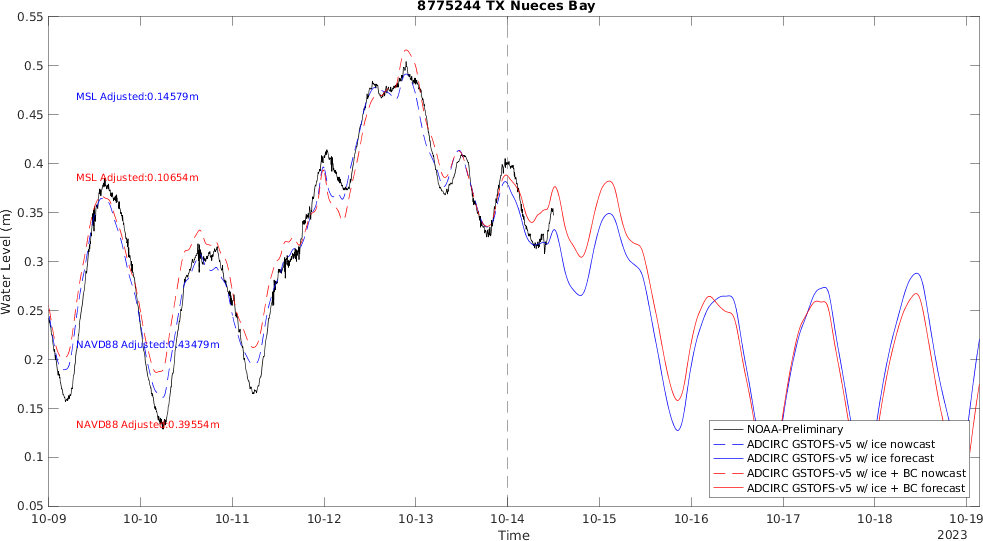 8775244 TX Nueces Bay
Water Level (m)
0.55
0.5
0.45
0.4
0.35
0.3
0.25
0.2
0.15
0.1
0.05
MSL Adjusted:0.14579m
MSL Adjusted:0.10654m
NAVD88 Adjusted:0.43479m
NAVD88 Adjusted:0.39554m
NOAA-Preliminary
ADCIRC GSTOFS-v5 w/ ice nowcast
ADCIRC GSTOFS-v5 w/ ice forecast
ADCIRC GSTOFS-v5 w/ ice + BC nowcast
ADCIRC GSTOFS-v5 w/ ice + BC forecast
10-09 10-10 10-11 10-12 10-13 10-14 10-15 10-16 10-17 10-18 10-19
Time
2023